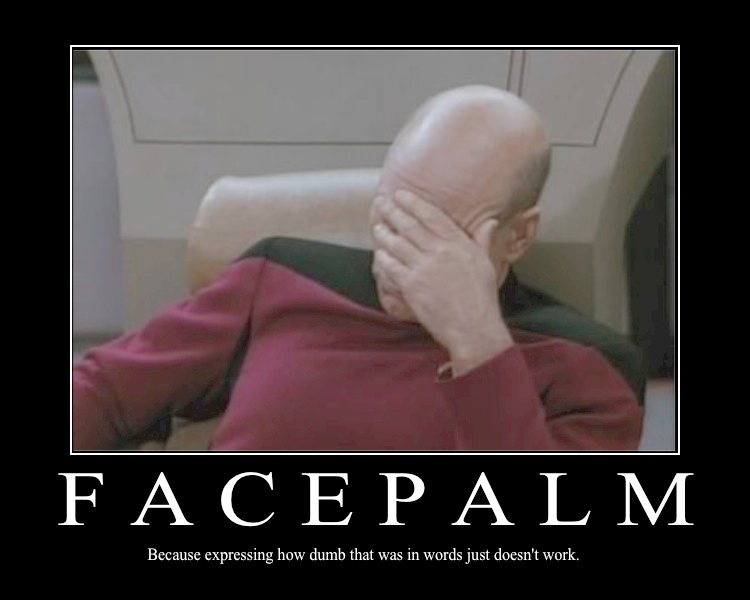 FACEPALM
Because expressing how dumb that was in words just doesn't work.